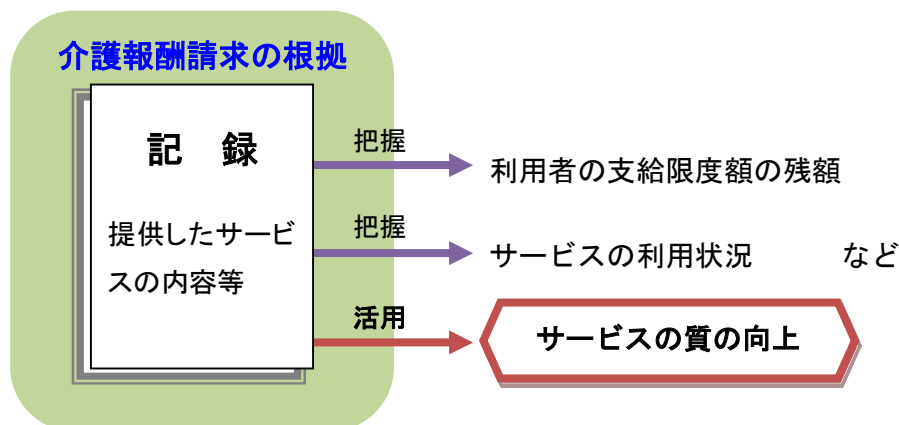 介護報酬請求の根拠
記　録
提供したサービ
スの内容等
把握
利用者の支給限度額の残額
把握
サービスの利用状況　　　など
活用
サービスの質の向上